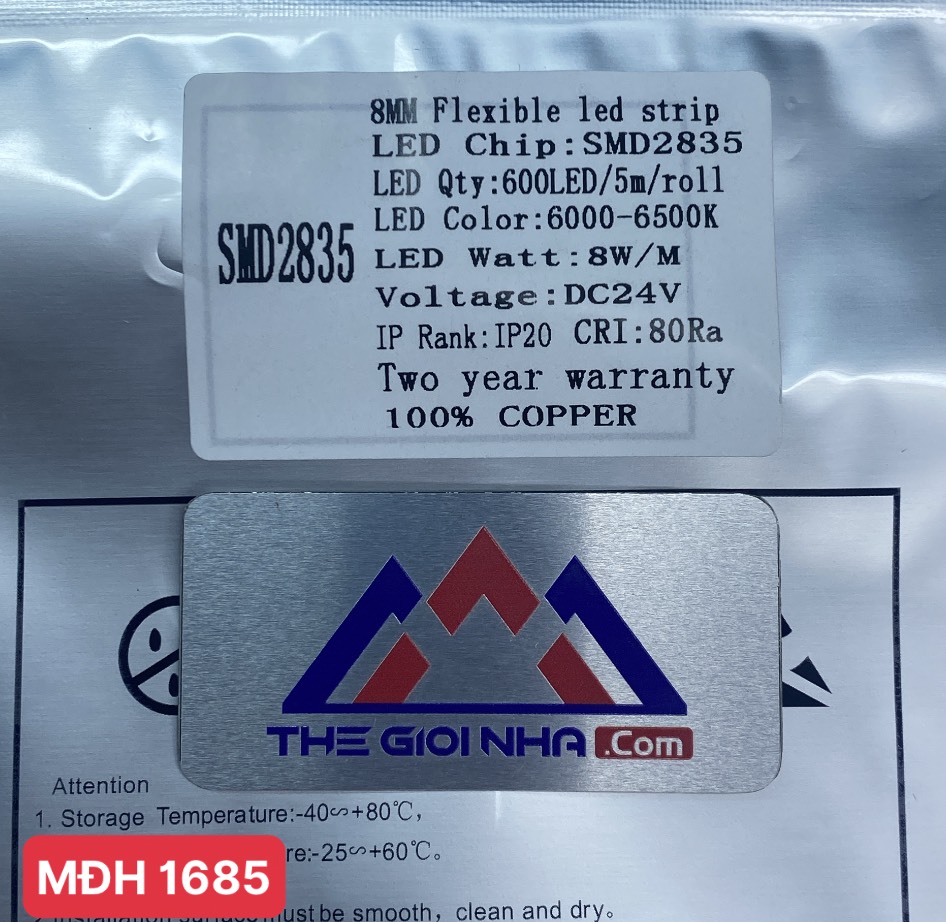 8MM Flexible led strip
LED Chip:SMD2835
LED Qty:600LED/5m/roll
LED Color:6000-6500K
SMD2835
LED Watt:8W/M
Voltage:DC24V
IP Rank:IP20 CRI:80Ra
Two year warranty
100% COPPER
THE GIOI NHA .Com
Attention
1. Storage Temperature:-40∽+80℃,
re:-25∽+60℃。
MĐH 1685
must be smooth, clean and dry。